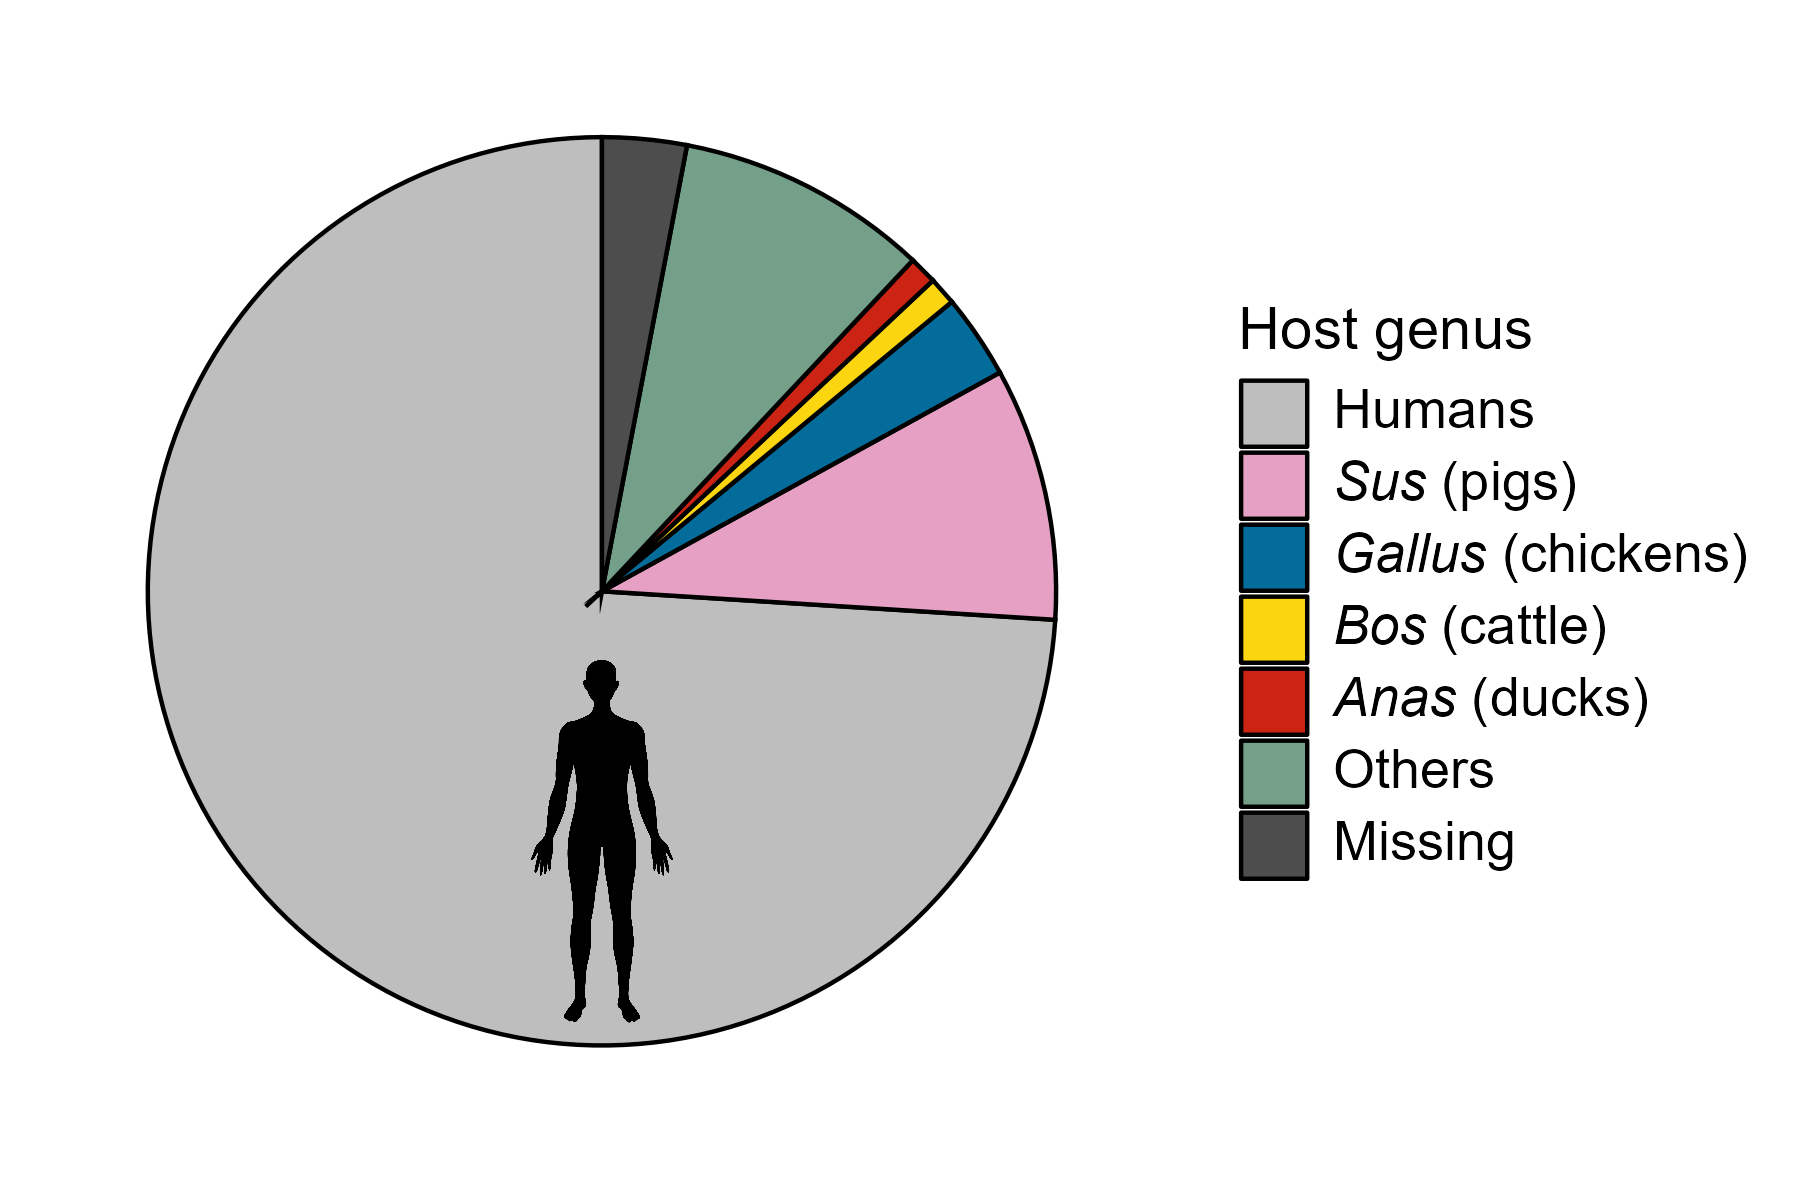 Host genus
Humans
Sus (pigs)
Gallus (chickens)
Bos (cattle)
Anas (ducks)
Others
Missing